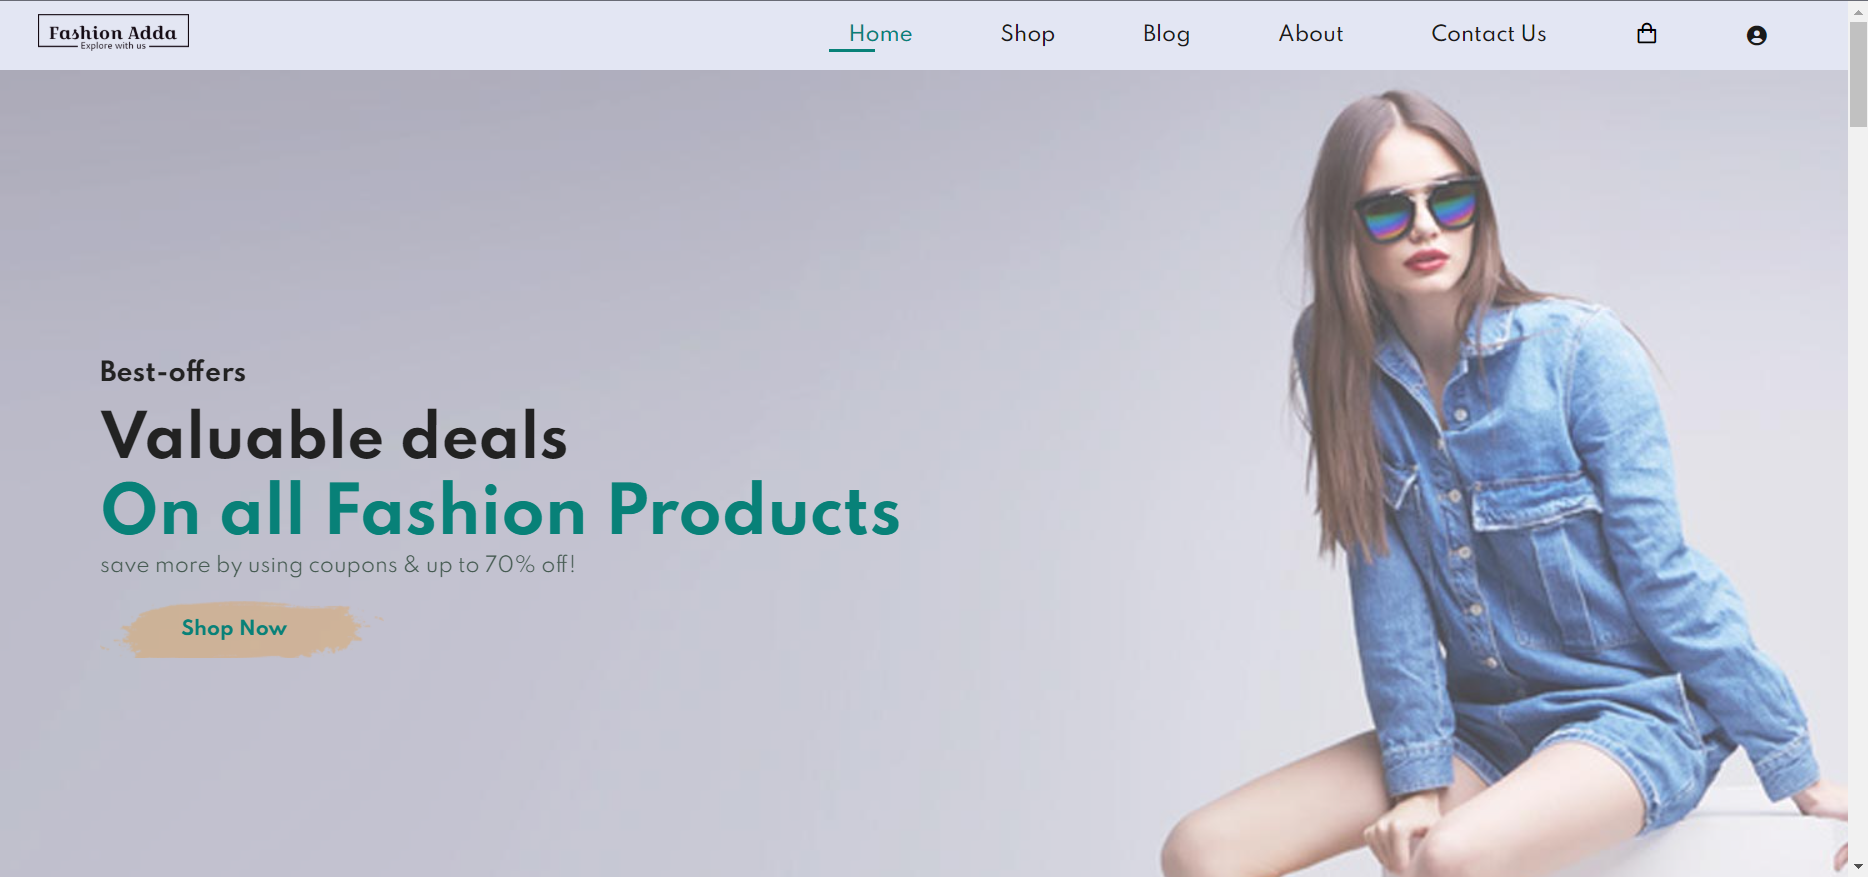 Fashion Adda
Explore with us
Home Shop Blog About Contact Us
Best-offers
Valuable deals
On all Fashion Products
save more by using coupons & up to 70% off!
Shop Now